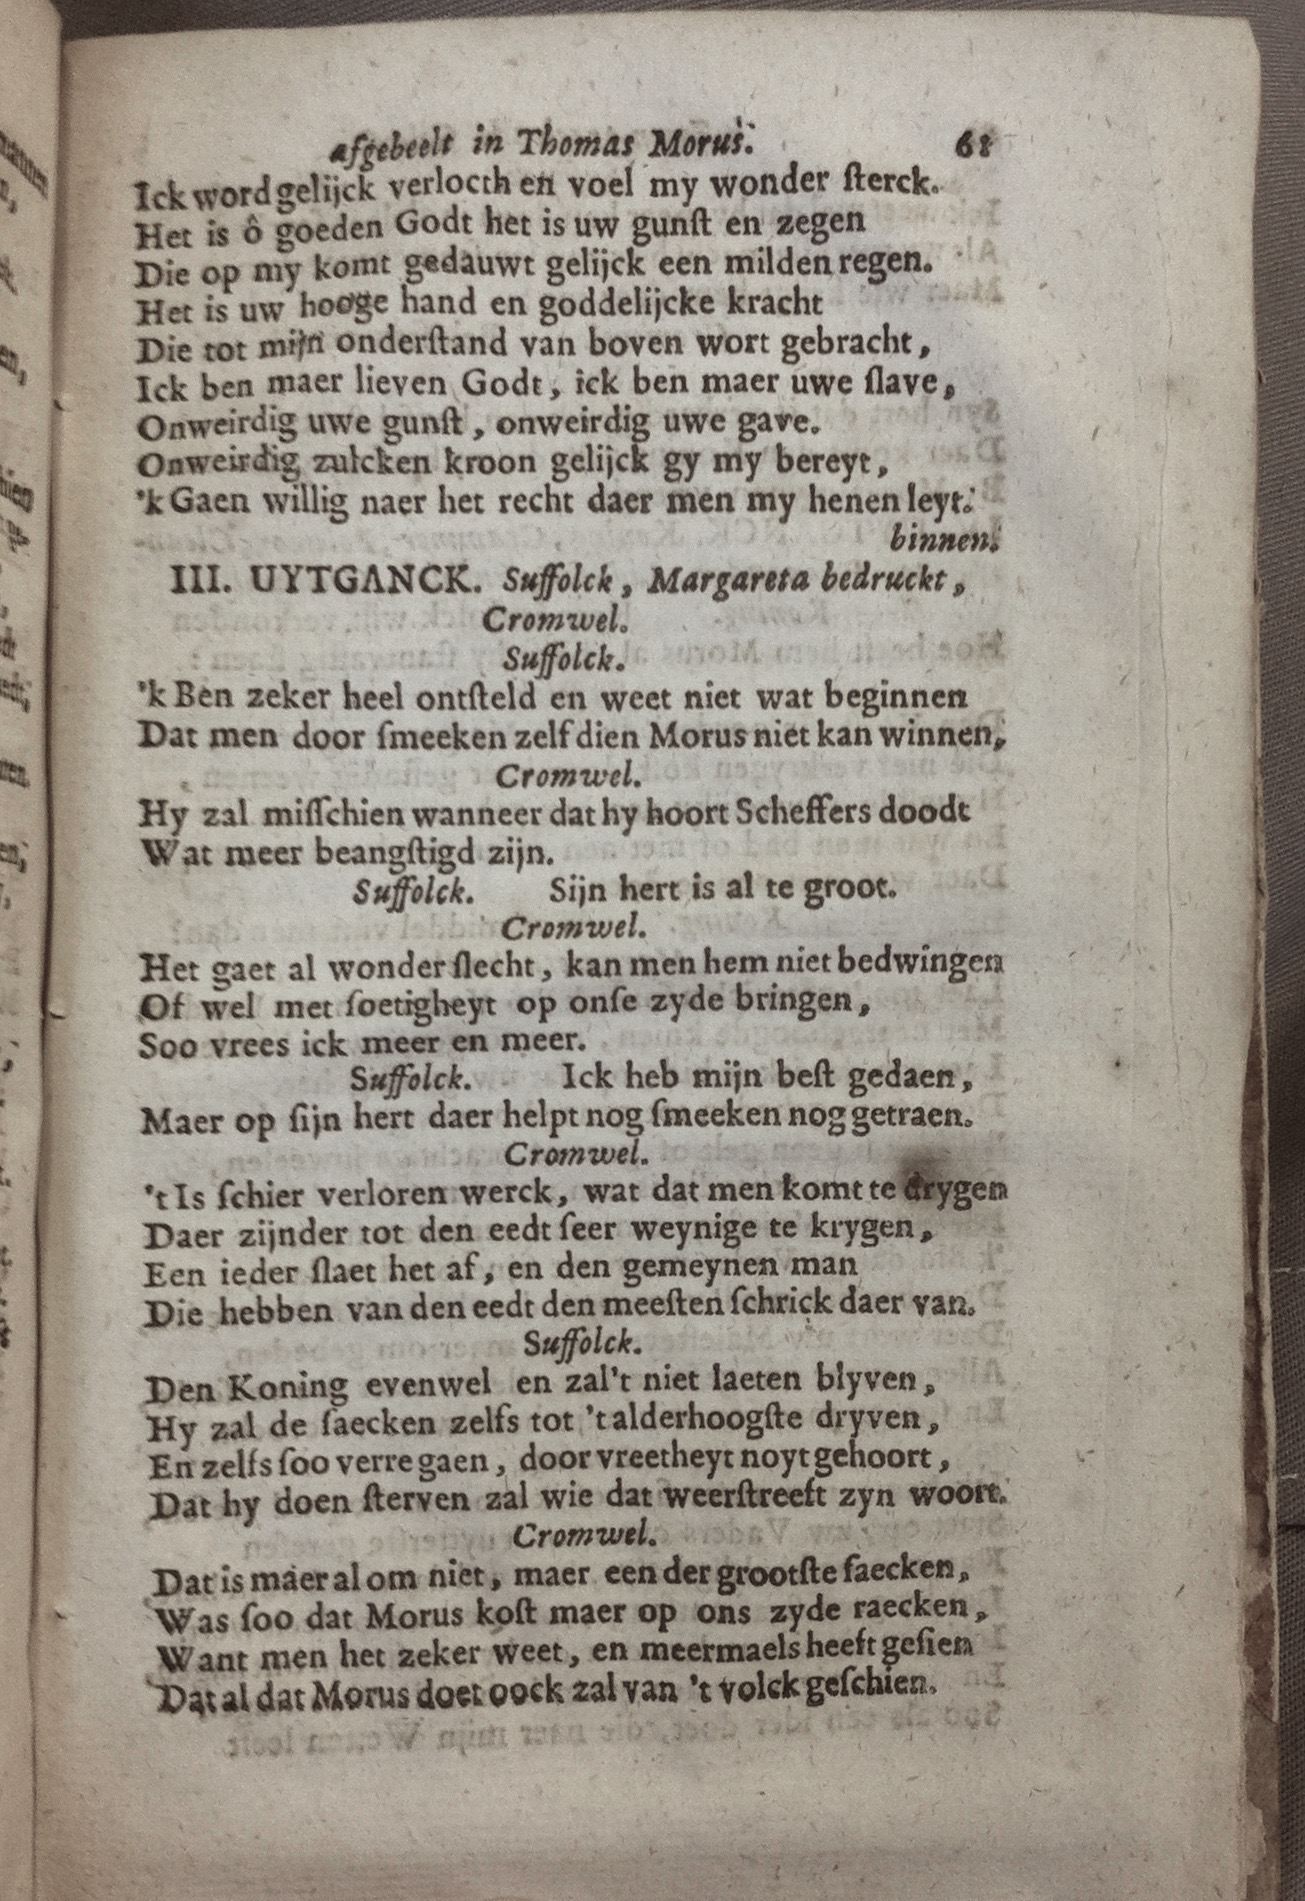 afgebeelt in Thomas Morus. 61
Ick word gelijck verlocth en voel my wonder sterck.
Het is ô goeden Godt het is uw gunst en zegen
Die op my komt gedauwt gelijck een milden regen.
Het is uw hooge hand en goddelijcke kracht
Die tot mijn onderstand van boven wort gebracht,
Ick ben maer lieven Godt, ick ben maer uwe slave,
Onweirdig uwe gunst, onweirdig uwe gave.
Onweirdig zulcken kroon gelijck gy my bereyt,
'k Gaen willig naer het recht daer men my henen leyt.
binnen.
III. UYTGANCK. Suffolck, Margareta bedruckt,
Cromwel.
Suffolck.
'k Ben zeker heel ontsteld en weet niet wat beginnen
Dat men door smeeken zelf dien Morus niet kan winnen,
Cromwel.
Hy zal misschien wanneer dat hy hoort Scheffers doodt
Wat meer beangstigd zijn.
Suffolck. Sijn hert is al te groot.
Cromwel.
Het gaet al wonder slecht, kan men hem niet bedwingen
Of wel met soetigheyt op onse zyde bringen,
Soo vrees ick meer en meer.
Suffolck. Ick heb mijn best gedaen,
Maer op sijn hert daer helpt nog smeeken nog getraen.
Cromwel.
't Is schier verloren werck, wat dat men komt te drygen
Daer zijnder tot den eedt seer weynige te krygen,
Een ieder slaet het af, en den gemeynen man
Die hebben van den eedt den meesten schrick daer van.
Suffolck.
Den Koning evenwel en zal't niet laeten blyven,
Hy zal de saecken zelfs tot 't alderhoogste dryven,
En zelfs soo verre gaen, door vreetheyt noyt gehoort,
Dat hy doen sterven zal wie dat weerstreeft zyn woort.
Cromwel.
Dat is maer al om niet, maer een der grootste saecken,
Was soo dat Morus kost maer op ons zyde raecken,
Want men het zeker weet, en meermaels heeft gesien
Dat al dat Morus doet oock zal van 't volck geschien.